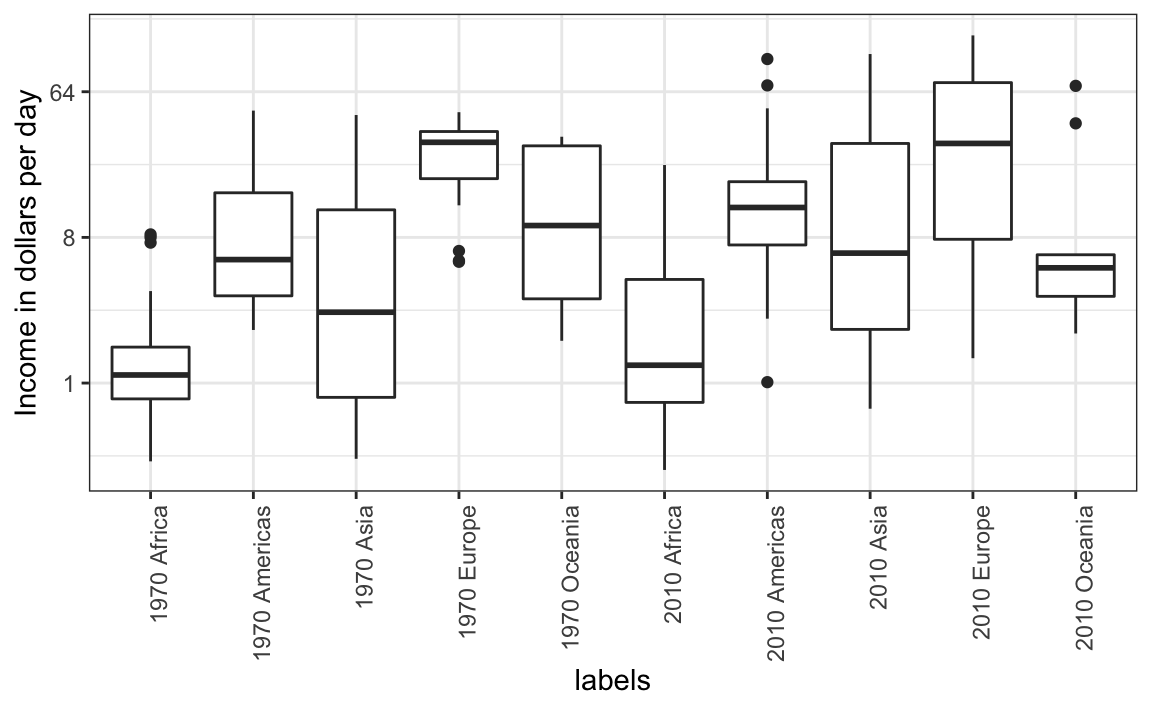 Income in dollars per day
64
8
1
1970 Africa
1970 Americas
1970 Asia
1970 Europe
1970 Oceania
2010 Africa
2010 Americas
2010 Asia
2010 Europe
2010 Oceania
labels